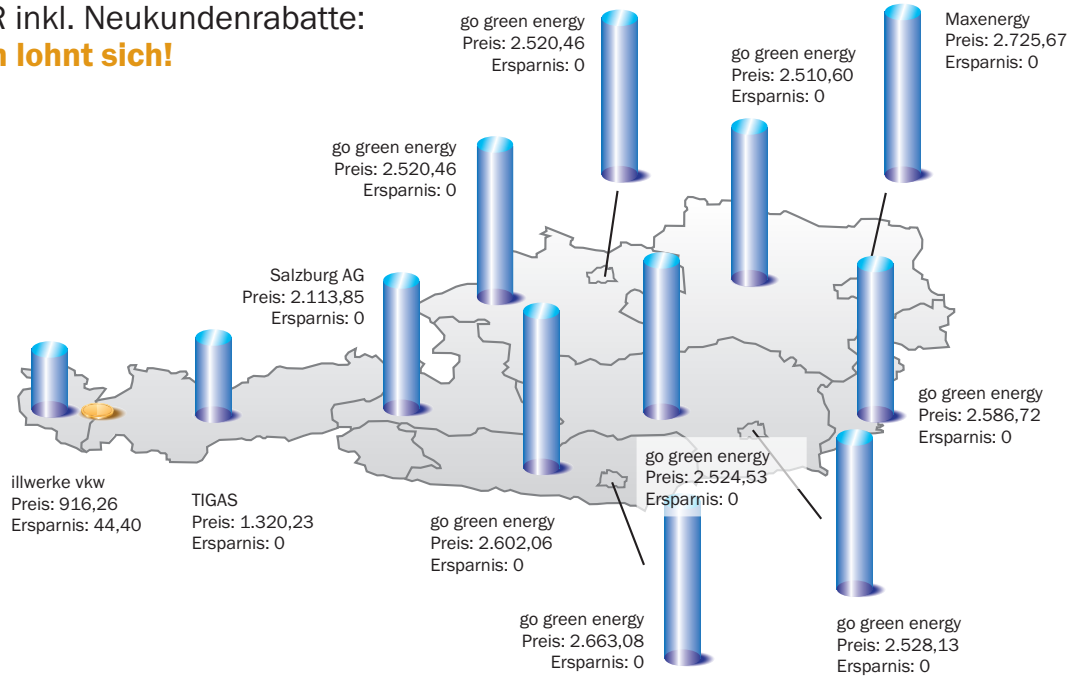 R inkl. Neukundenrabatte:
n lohnt sich!
go green energy
Preis: 2.520,46
Ersparnis: 0
Maxenergy
Preis: 2.725,67
Ersparnis: 0
go green energy
Preis: 2.510,60
Ersparnis: 0
go green energy
Preis: 2.520,46
Ersparnis: 0
Salzburg AG
Preis: 2.113,85
Ersparnis: 0
go green energy
Preis: 2.586,72
Ersparnis: 0
go green energy
Preis: 2.524,53
Ersparnis: 0
illwerke vkw
Preis: 916,26
Ersparnis: 44,40
TIGAS
Preis: 1.320,23
Ersparnis: 0
go green energy
Preis: 2.602,06
Ersparnis: 0
go green energy
Preis: 2.663,08
Ersparnis: 0
go green energy
Preis: 2.528,13
Ersparnis: 0